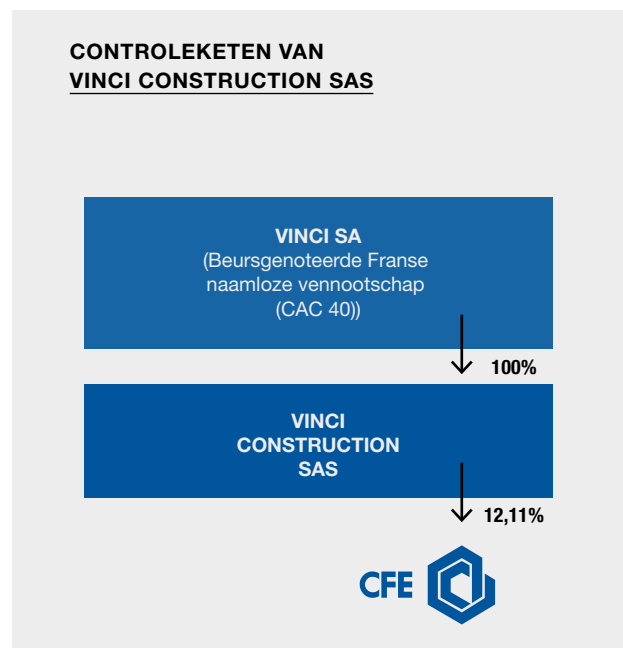 CONTROLEKETEN VAN
VINCI CONSTRUCTION SAS
VINCI SA
(Beursgenoteerde Franse
naamloze vennootschap
(CAC 40))
100%
VINCI
CONSTRUCTION
SAS
12,11%
CFE